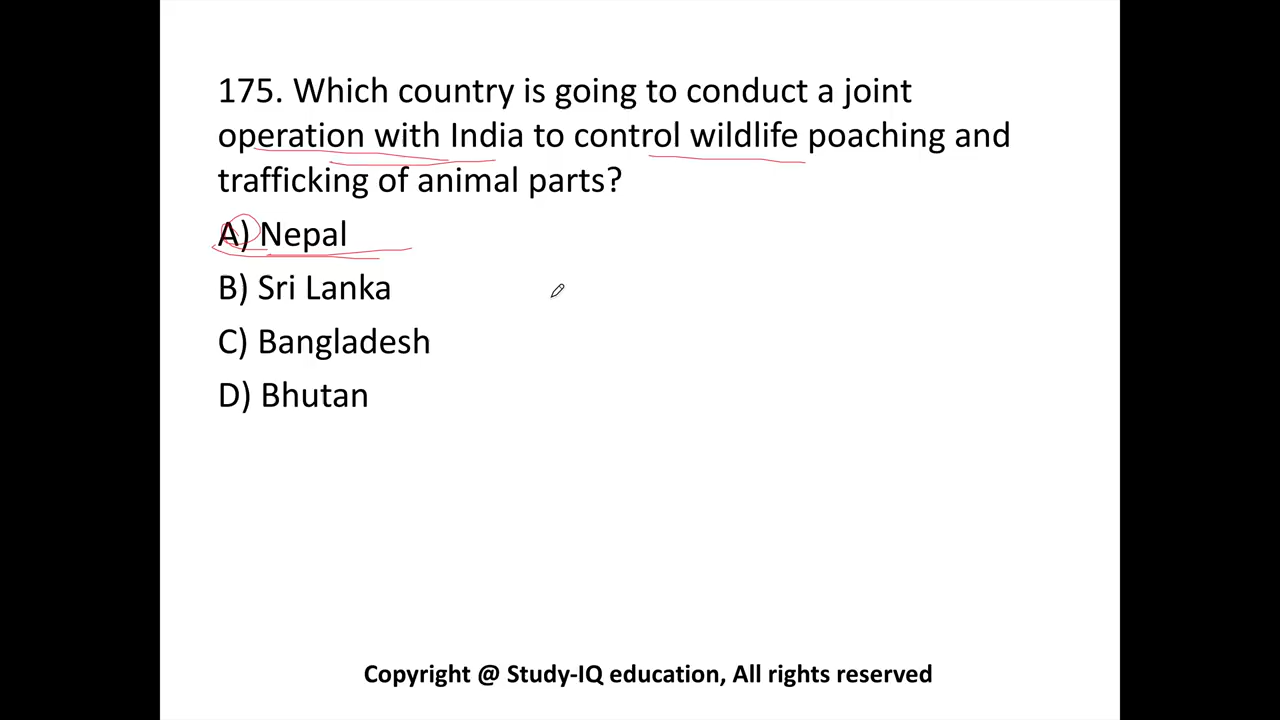 175. Which country is going to conduct a joint
operation with India to control wildlife poaching and
trafficking of animal parts?
A) Nepal
B) Sri Lanka
C) Bangladesh
D) Bhutan
Copyright @ Study-IQ education, All rights reserved